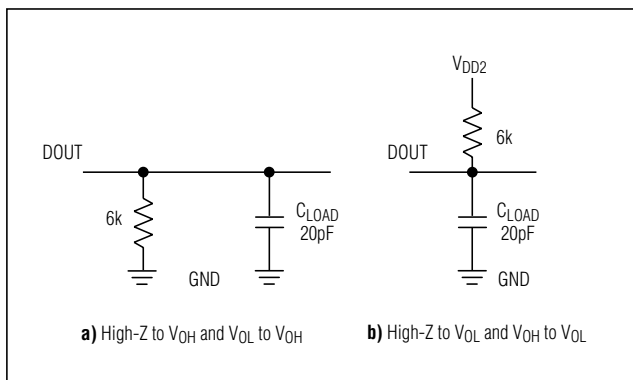 V_DD2
6k
DOUT
DOUT
6k
C_LOAD
20pF
C_LOAD
20pF
GND
GND
a) High-Z to V_OH and V_OL to V_OH
b) High-Z to V_OL and V_OH to V_OL